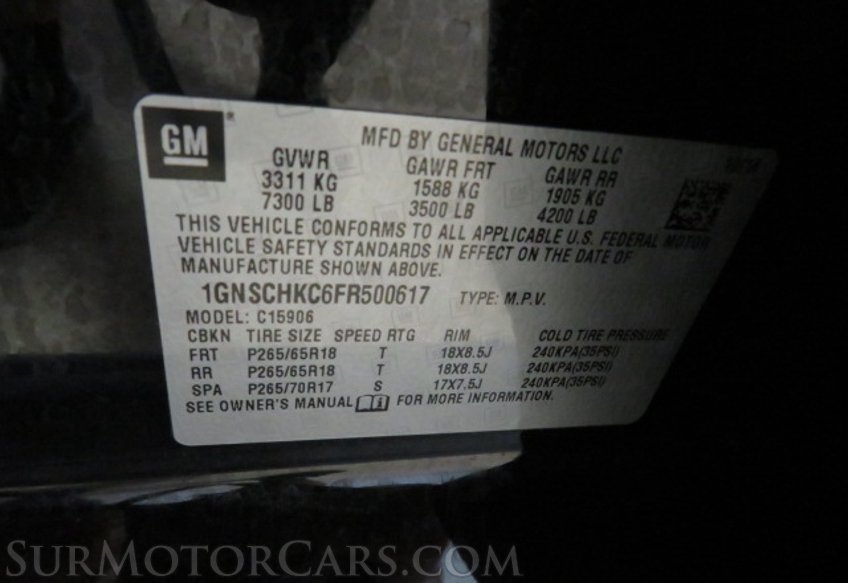 GM®
MFD BY GENERAL MOTORS LLC
GVWR GAWR FRT GAWR RR
3311 KG 1588 KG 1905 KG
7300 LB 3500 LB 4200 LB
THIS VEHICLE CONFORMS TO ALL APPLICABLE U.S. FEDERAL MOTOR
VEHICLE SAFETY STANDARDS IN EFFECT ON THE DATE OF
MANUFACTURE SHOWN ABOVE.
1GNSCHKC6FR500617 TYPE: M.P.V.
MODEL: C15906
CBKN TIRE SIZE SPEED RTG RIM COLD TIRE PRESSURE
FRT P265/65R18 T 18X8.5J 240KPA(35PSI)
RR P265/65R18 T 18X8.5J 240KPA(35PSI)
SPA P265/70R17 S 17X7.5J 240KPA(35PSI)
SEE OWNER'S MANUAL FOR MORE INFORMATION.
SURMOTORCARS.COM